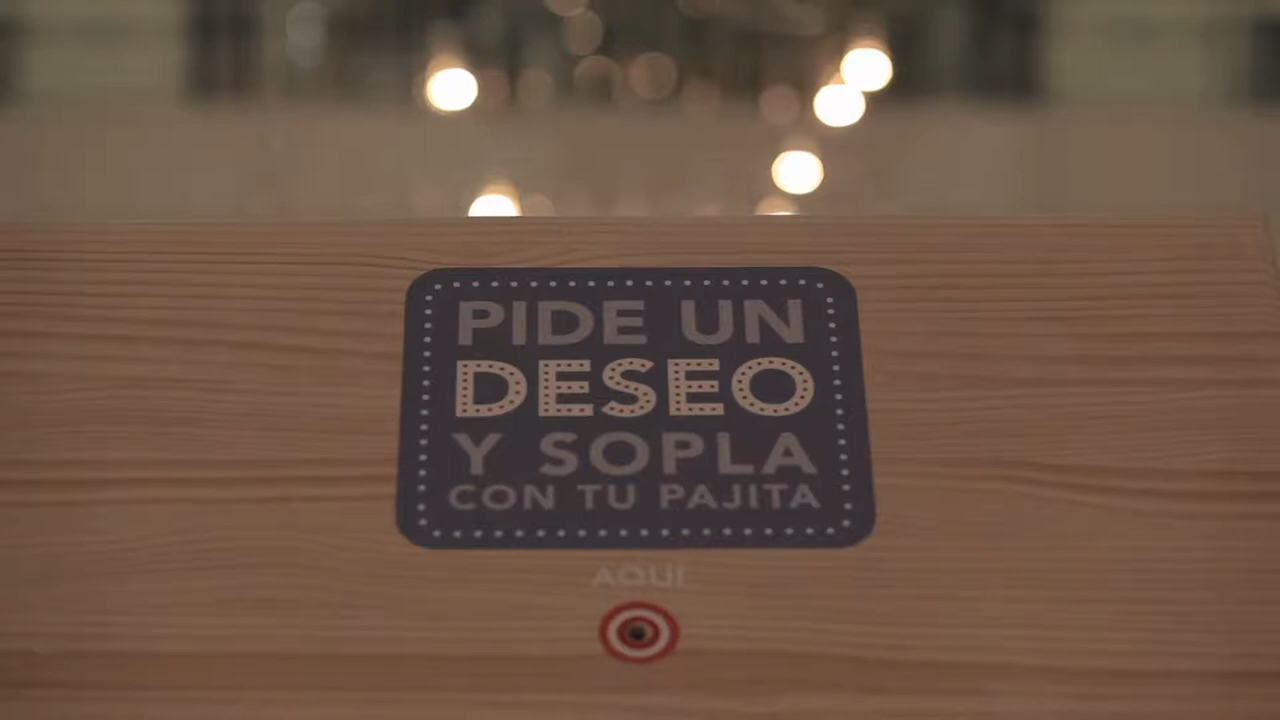 PIDE UN
DESEO
Y SOPLA
CON TU PAJITA
AQUI